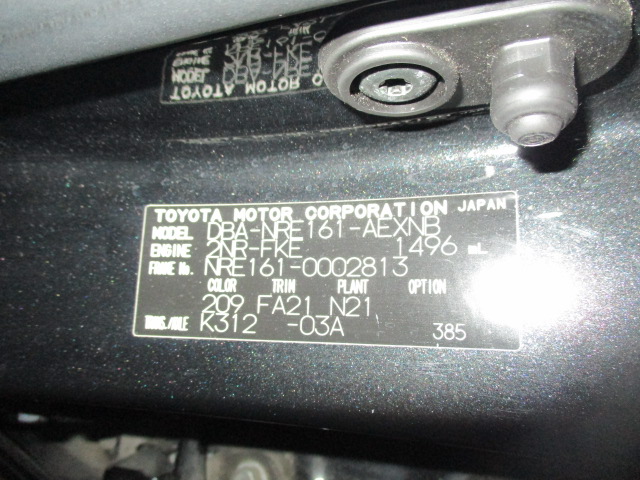 TOYOTA MOTOR CORPORATION JAPAN
MODEL DBA-NRE161-AEXNB
ENGINE 2NR-FKE 1496 mL
FRAME No. NRE161-0002813
COLOR TRIM PLANT OPTION
209 FA21 N21
TRANS./AXLE K312 -03A 385